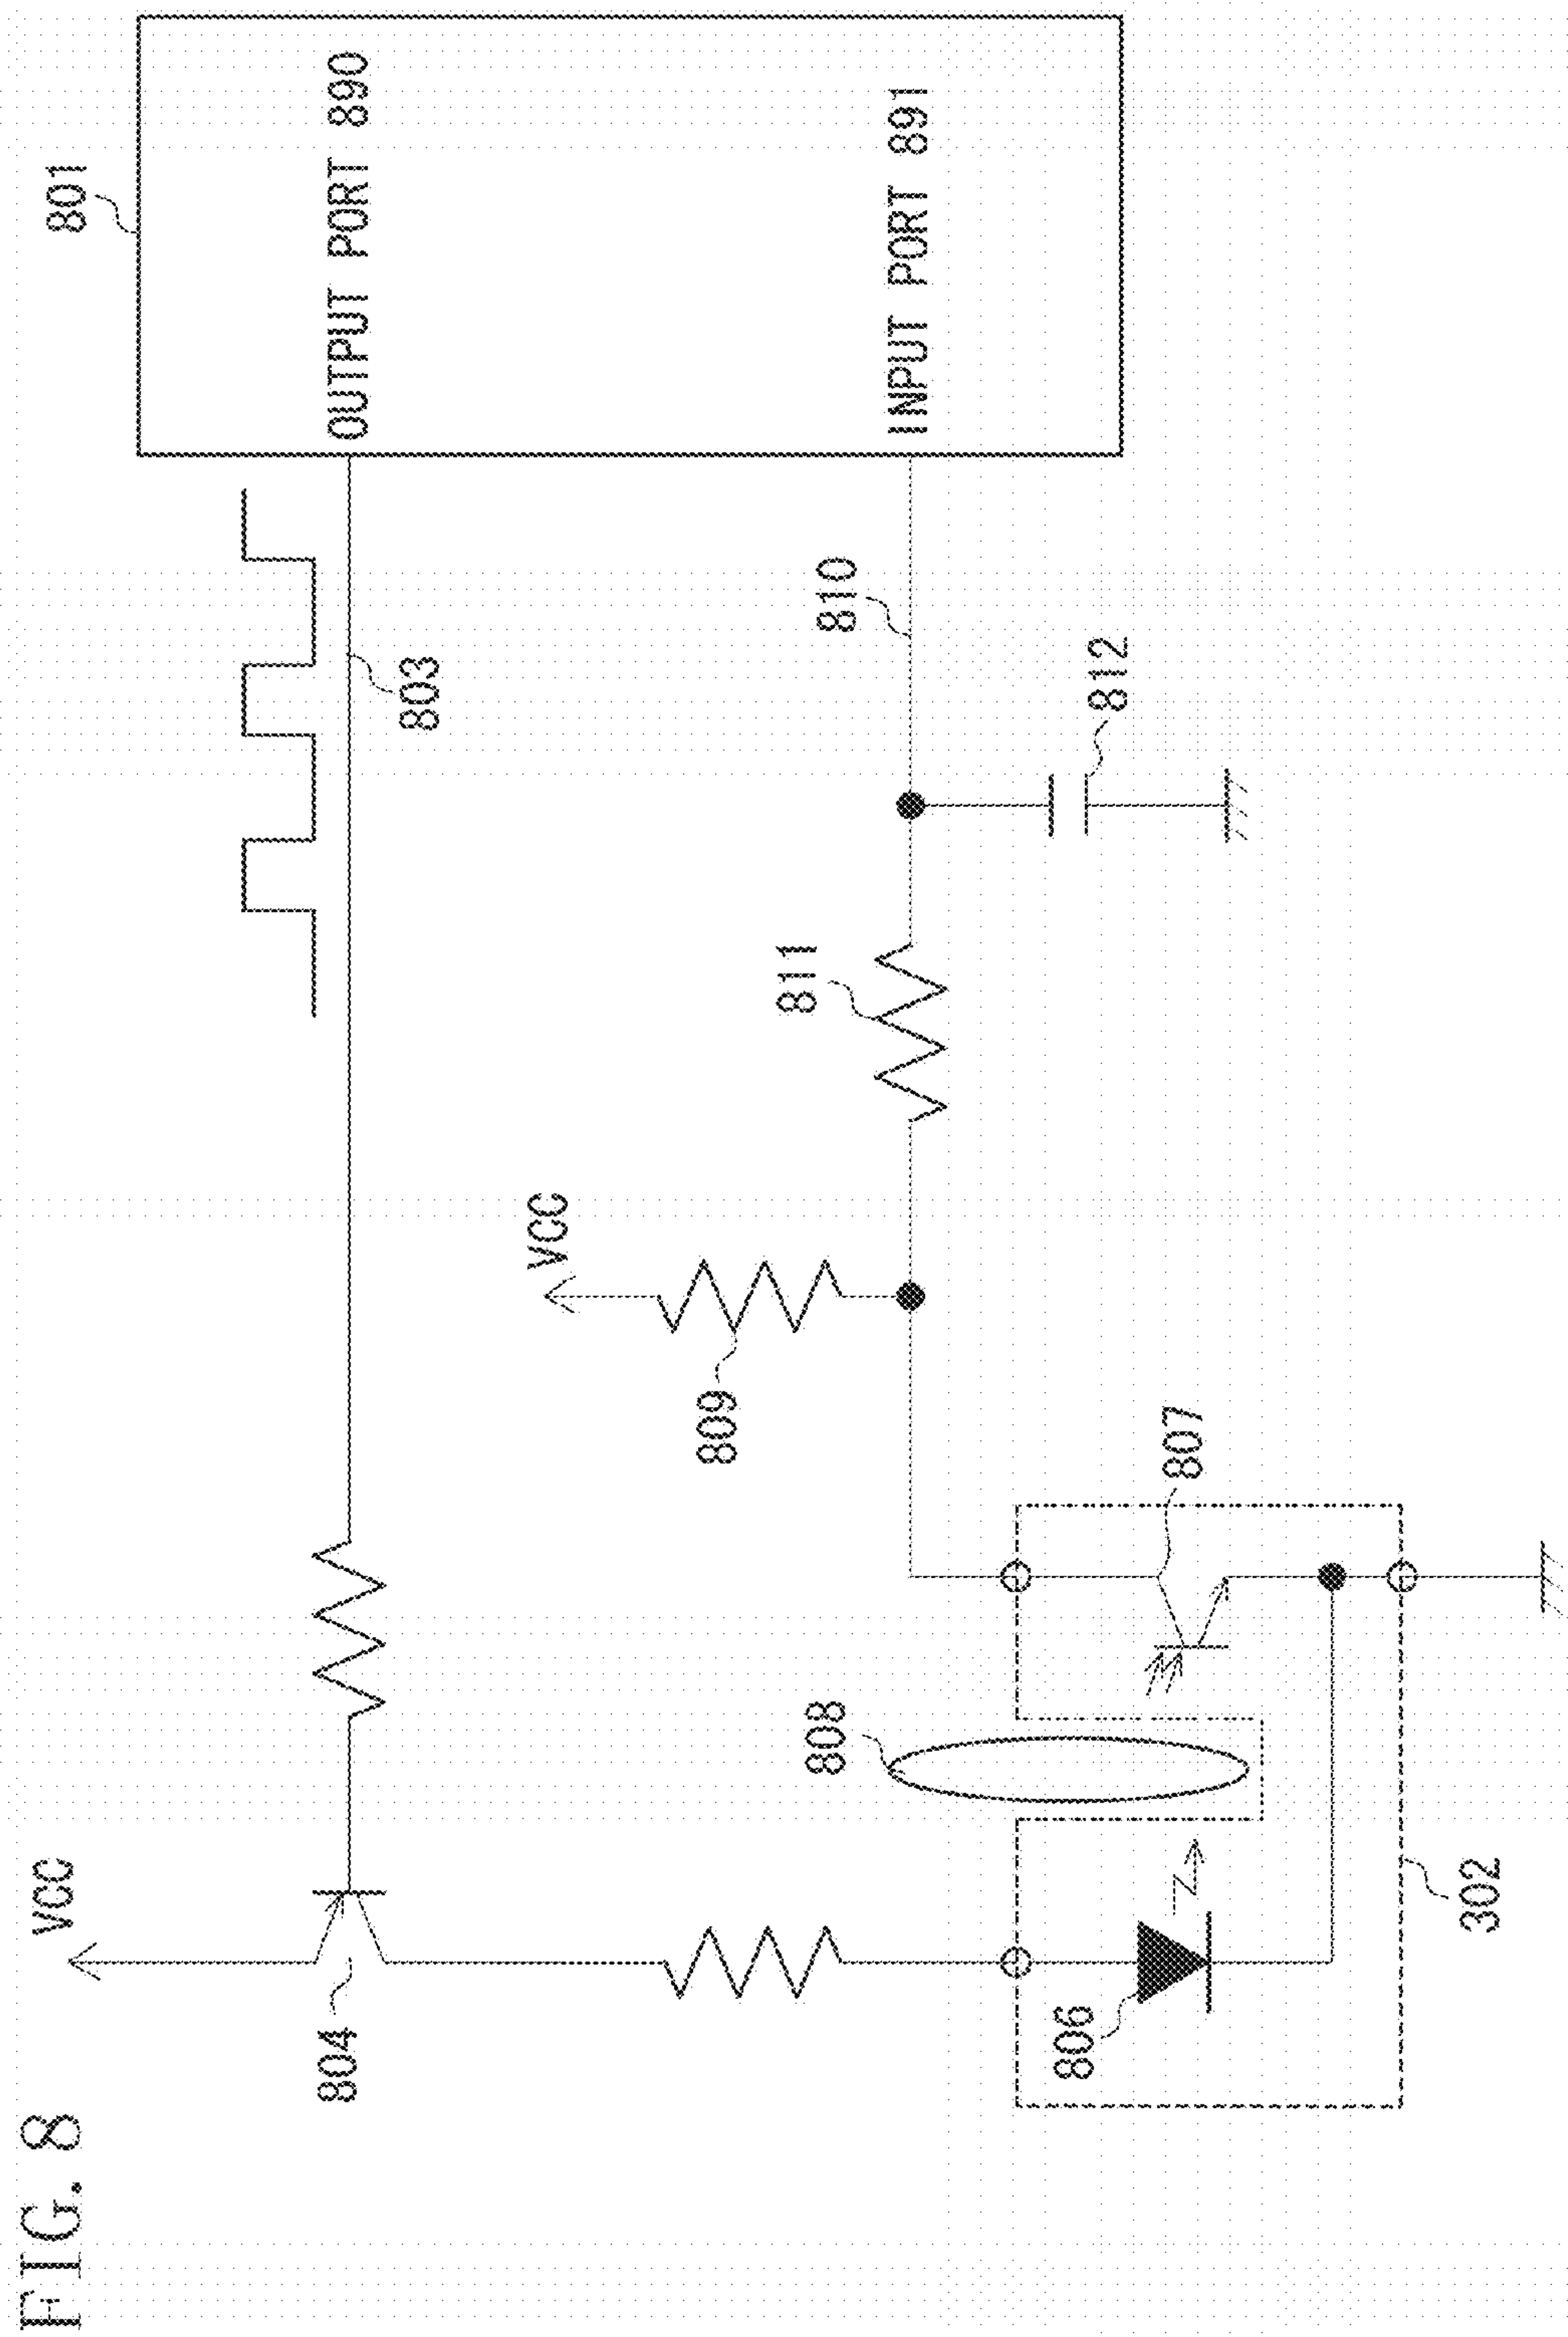 FIG. 8
VCC
804
801
OUTPUT PORT 890
803
VCC
809
811
810
INPUT PORT 891
812
808
807
806
302